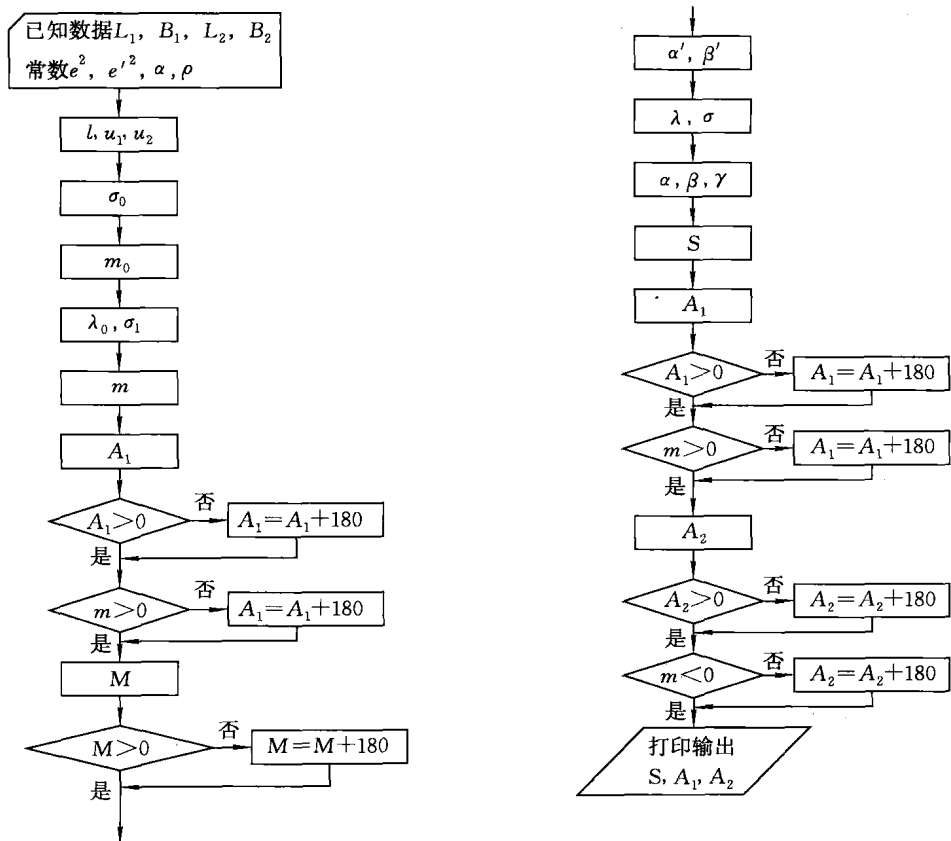 已知数据L₁, B₁, L₂, B₂
常数e², e'², α, ρ
l, u₁, u₂
σ₀
m₀
λ₀, σ₁
m
A₁
A₁>0
否
A₁=A₁+180
是
m>0
否
A₁=A₁+180
是
M
M>0
否
M=M+180
是
α', β'
λ, σ
α, β, γ
S
A₁
A₁>0
否
A₁=A₁+180
是
m>0
否
A₁=A₁+180
是
A₂
A₂>0
否
A₂=A₂+180
是
m<0
否
A₂=A₂+180
是
打印输出
S, A₁, A₂